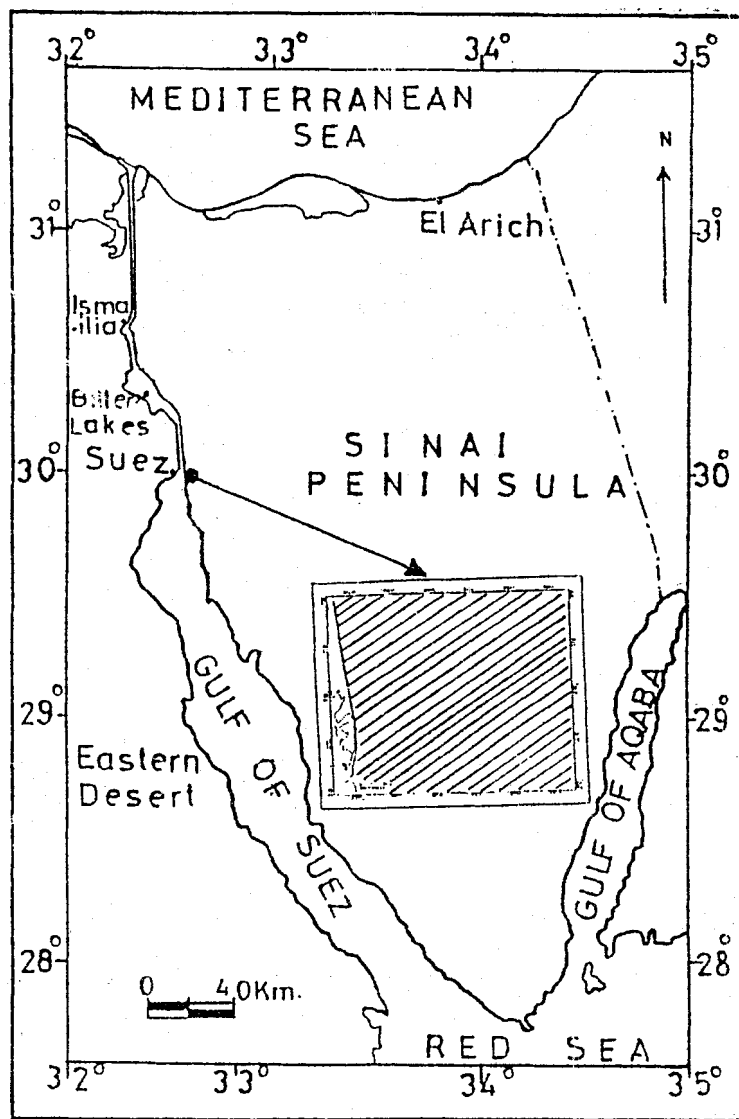 32° 33° 34° 35°
MEDITERRANEAN
SEA
N
31° El Arich 31°
Isma
-ilia
Bitter
Lakes
Suez
SINAI
PENINSULA
30° 30°
GULF OF SUEZ
GULF OF AQABA
29° 29°
Eastern
Desert
28° 28°
0 40Km.
RED SEA
32° 33° 34° 35°